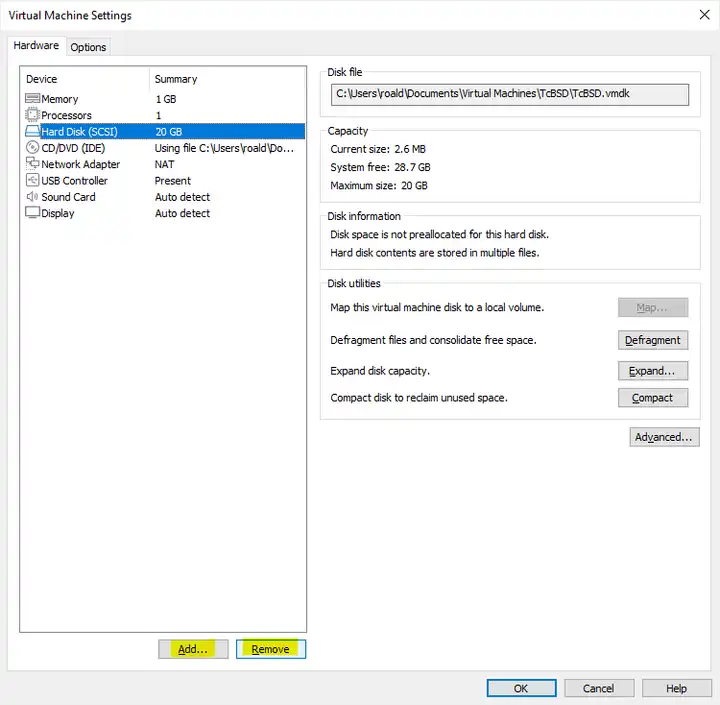 Virtual Machine Settings
Hardware Options
Device Summary
Memory 1 GB
Processors 1
Hard Disk (SCSI) 20 GB
CD/DVD (IDE) Using file C:\Users\roald\Do...
Network Adapter NAT
USB Controller Present
Sound Card Auto detect
Display Auto detect
Add... Remove
Disk file
C:\Users\roald\Documents\Virtual Machines\TcBSD\TcBSD.vmdk
Capacity
Current size: 2.6 MB
System free: 28.7 GB
Maximum size: 20 GB
Disk information
Disk space is not preallocated for this hard disk.
Hard disk contents are stored in multiple files.
Disk utilities
Map this virtual machine disk to a local volume. Map...
Defragment files and consolidate free space. Defragment
Expand disk capacity. Expand...
Compact disk to reclaim unused space. Compact
Advanced...
OK Cancel Help